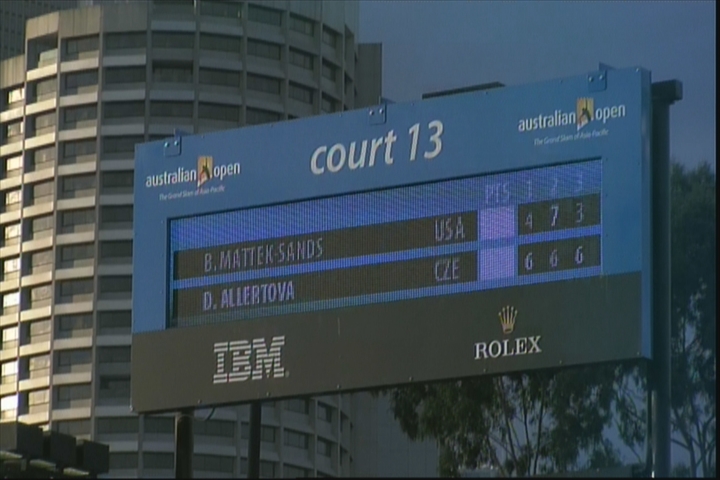 australian open
The Grand Slam of Asia-Pacific
court 13
australian open
The Grand Slam of Asia-Pacific
PTS 1 2 3
B. MATTEK-SANDS USA 4 7 3
D. ALLERTOVA CZE 6 6 6
IBM
ROLEX